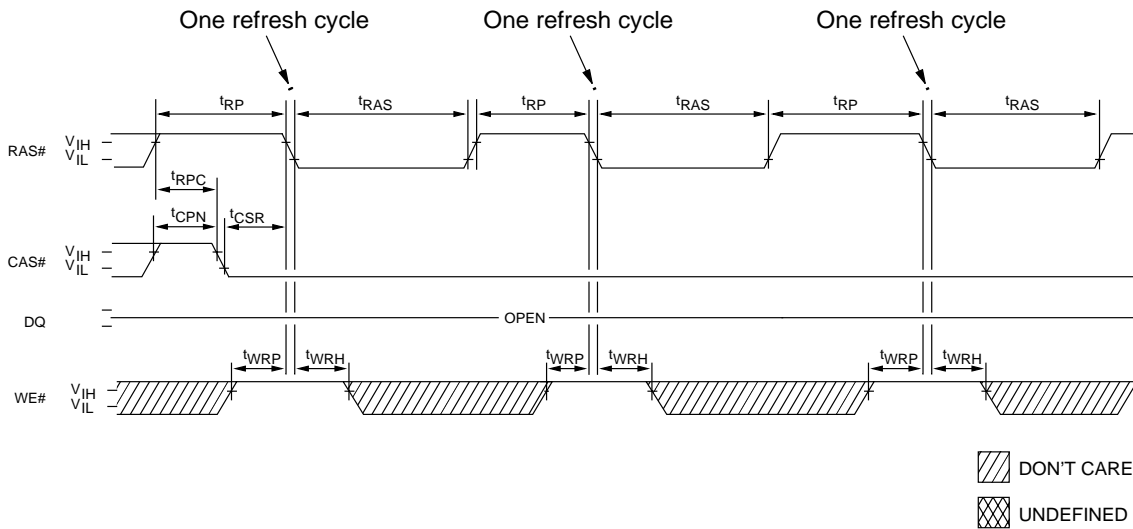 One refresh cycle One refresh cycle One refresh cycle
tRP tRAS tRP tRAS tRP tRAS
RAS# VIH
VIL
tRPC
tCPN tCSR
CAS# VIH
VIL
DQ OPEN
tWRP tWRH tWRP tWRH tWRP tWRH
WE# VIH
VIL
DON'T CARE
UNDEFINED